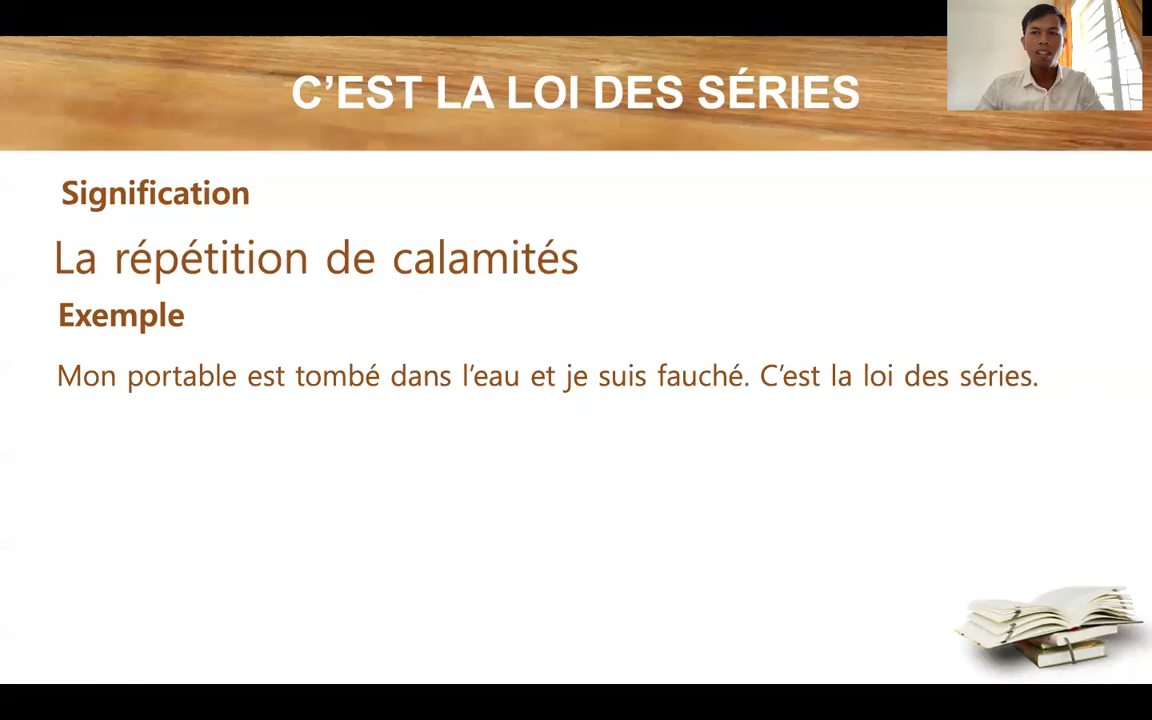 C’EST LA LOI DES SÉRIES
Signification
La répétition de calamités
Exemple
Mon portable est tombé dans l’eau et je suis fauché. C’est la loi des séries.